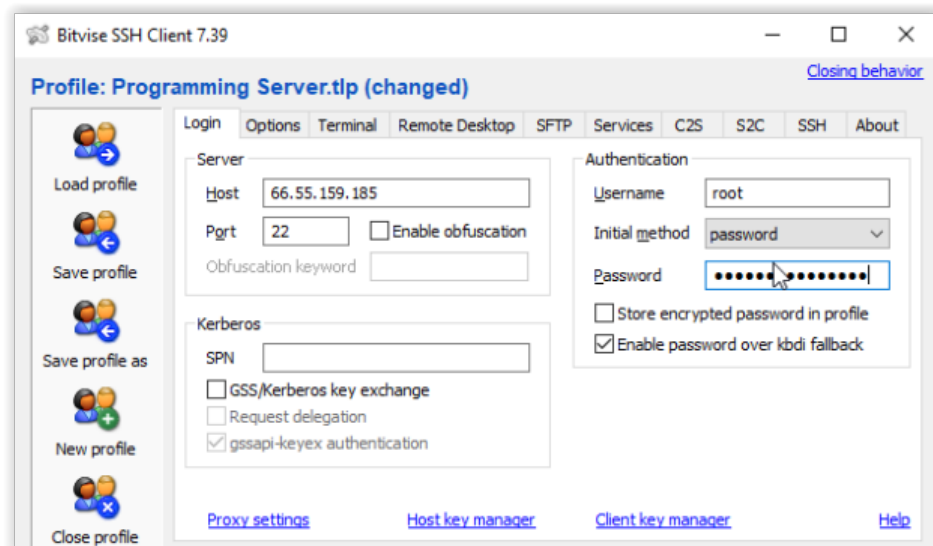 Bitvise SSH Client 7.39
Closing behavior
Profile: Programming Server.tlp (changed)
Load profile
Save profile
Save profile as
New profile
Close profile
Login Options Terminal Remote Desktop SFTP Services C2S S2C SSH About
Server
Host 66.55.159.185
Port 22 Enable obfuscation
Obfuscation keyword
Kerberos
SPN
GSS/Kerberos key exchange
Request delegation
gssapi-keyex authentication
Authentication
Username root
Initial method password
Password
Store encrypted password in profile
Enable password over kbdi fallback
Proxy settings Host key manager Client key manager Help